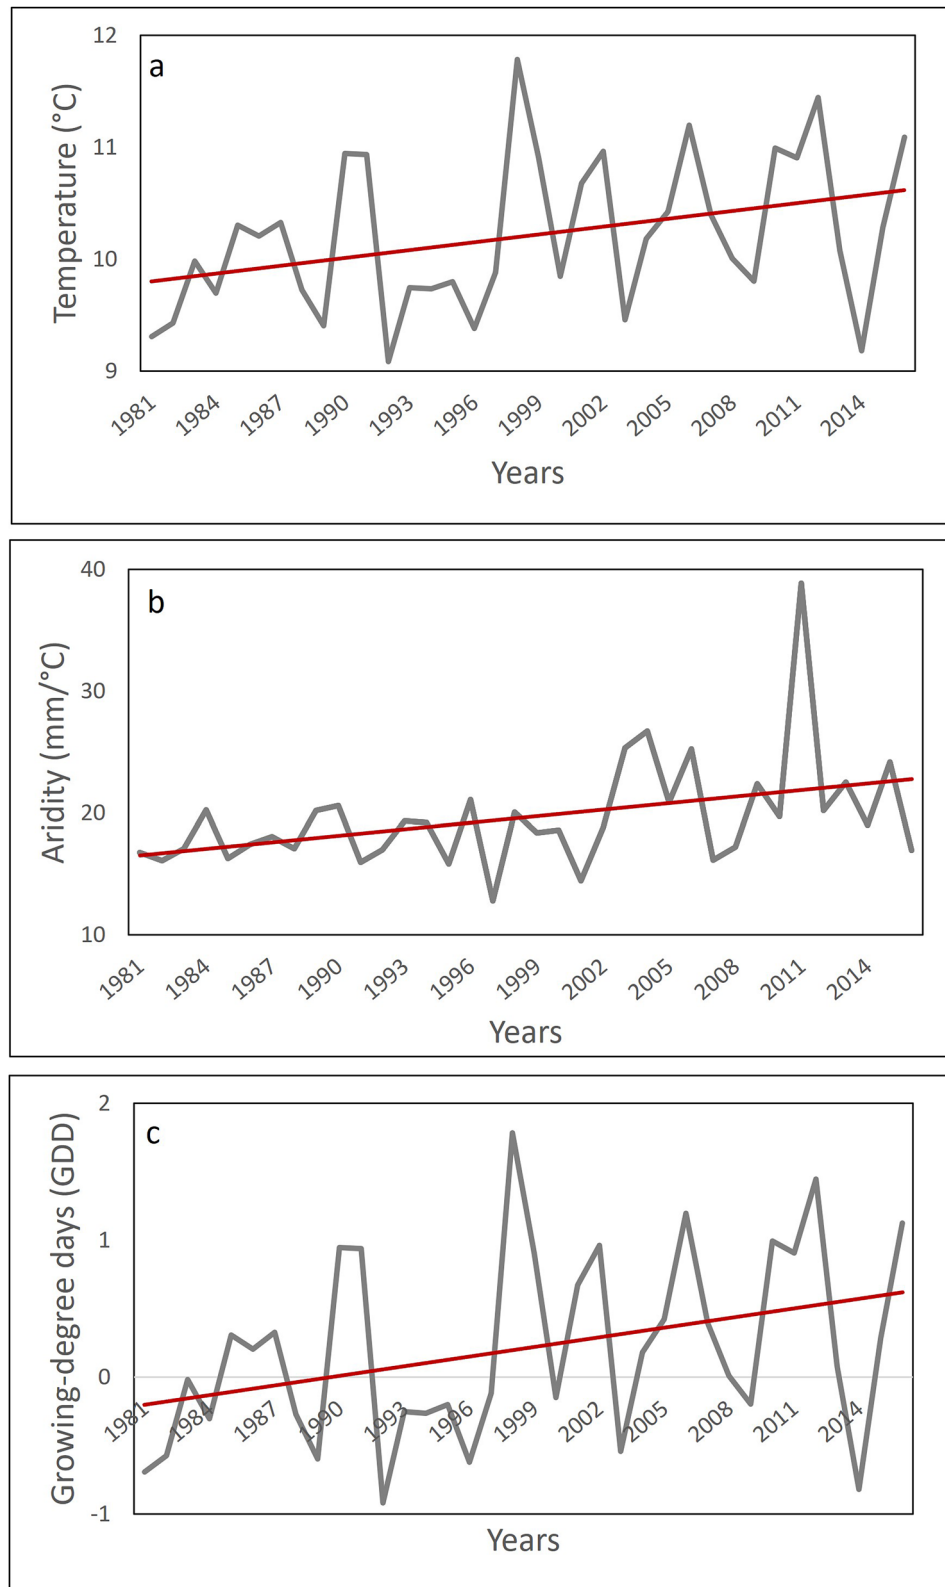 12
a
11
10
9
Temperature (°C)
1981 1984 1987 1990 1993 1996 1999 2002 2005 2008 2011 2014
Years
40
b
30
20
10
Aridity (mm/°C)
1981 1984 1987 1990 1993 1996 1999 2002 2005 2008 2011 2014
Years
2
c
1
0
-1
Growing-degree days (GDD)
1981 1984 1987 1990 1993 1996 1999 2002 2005 2008 2011 2014
Years